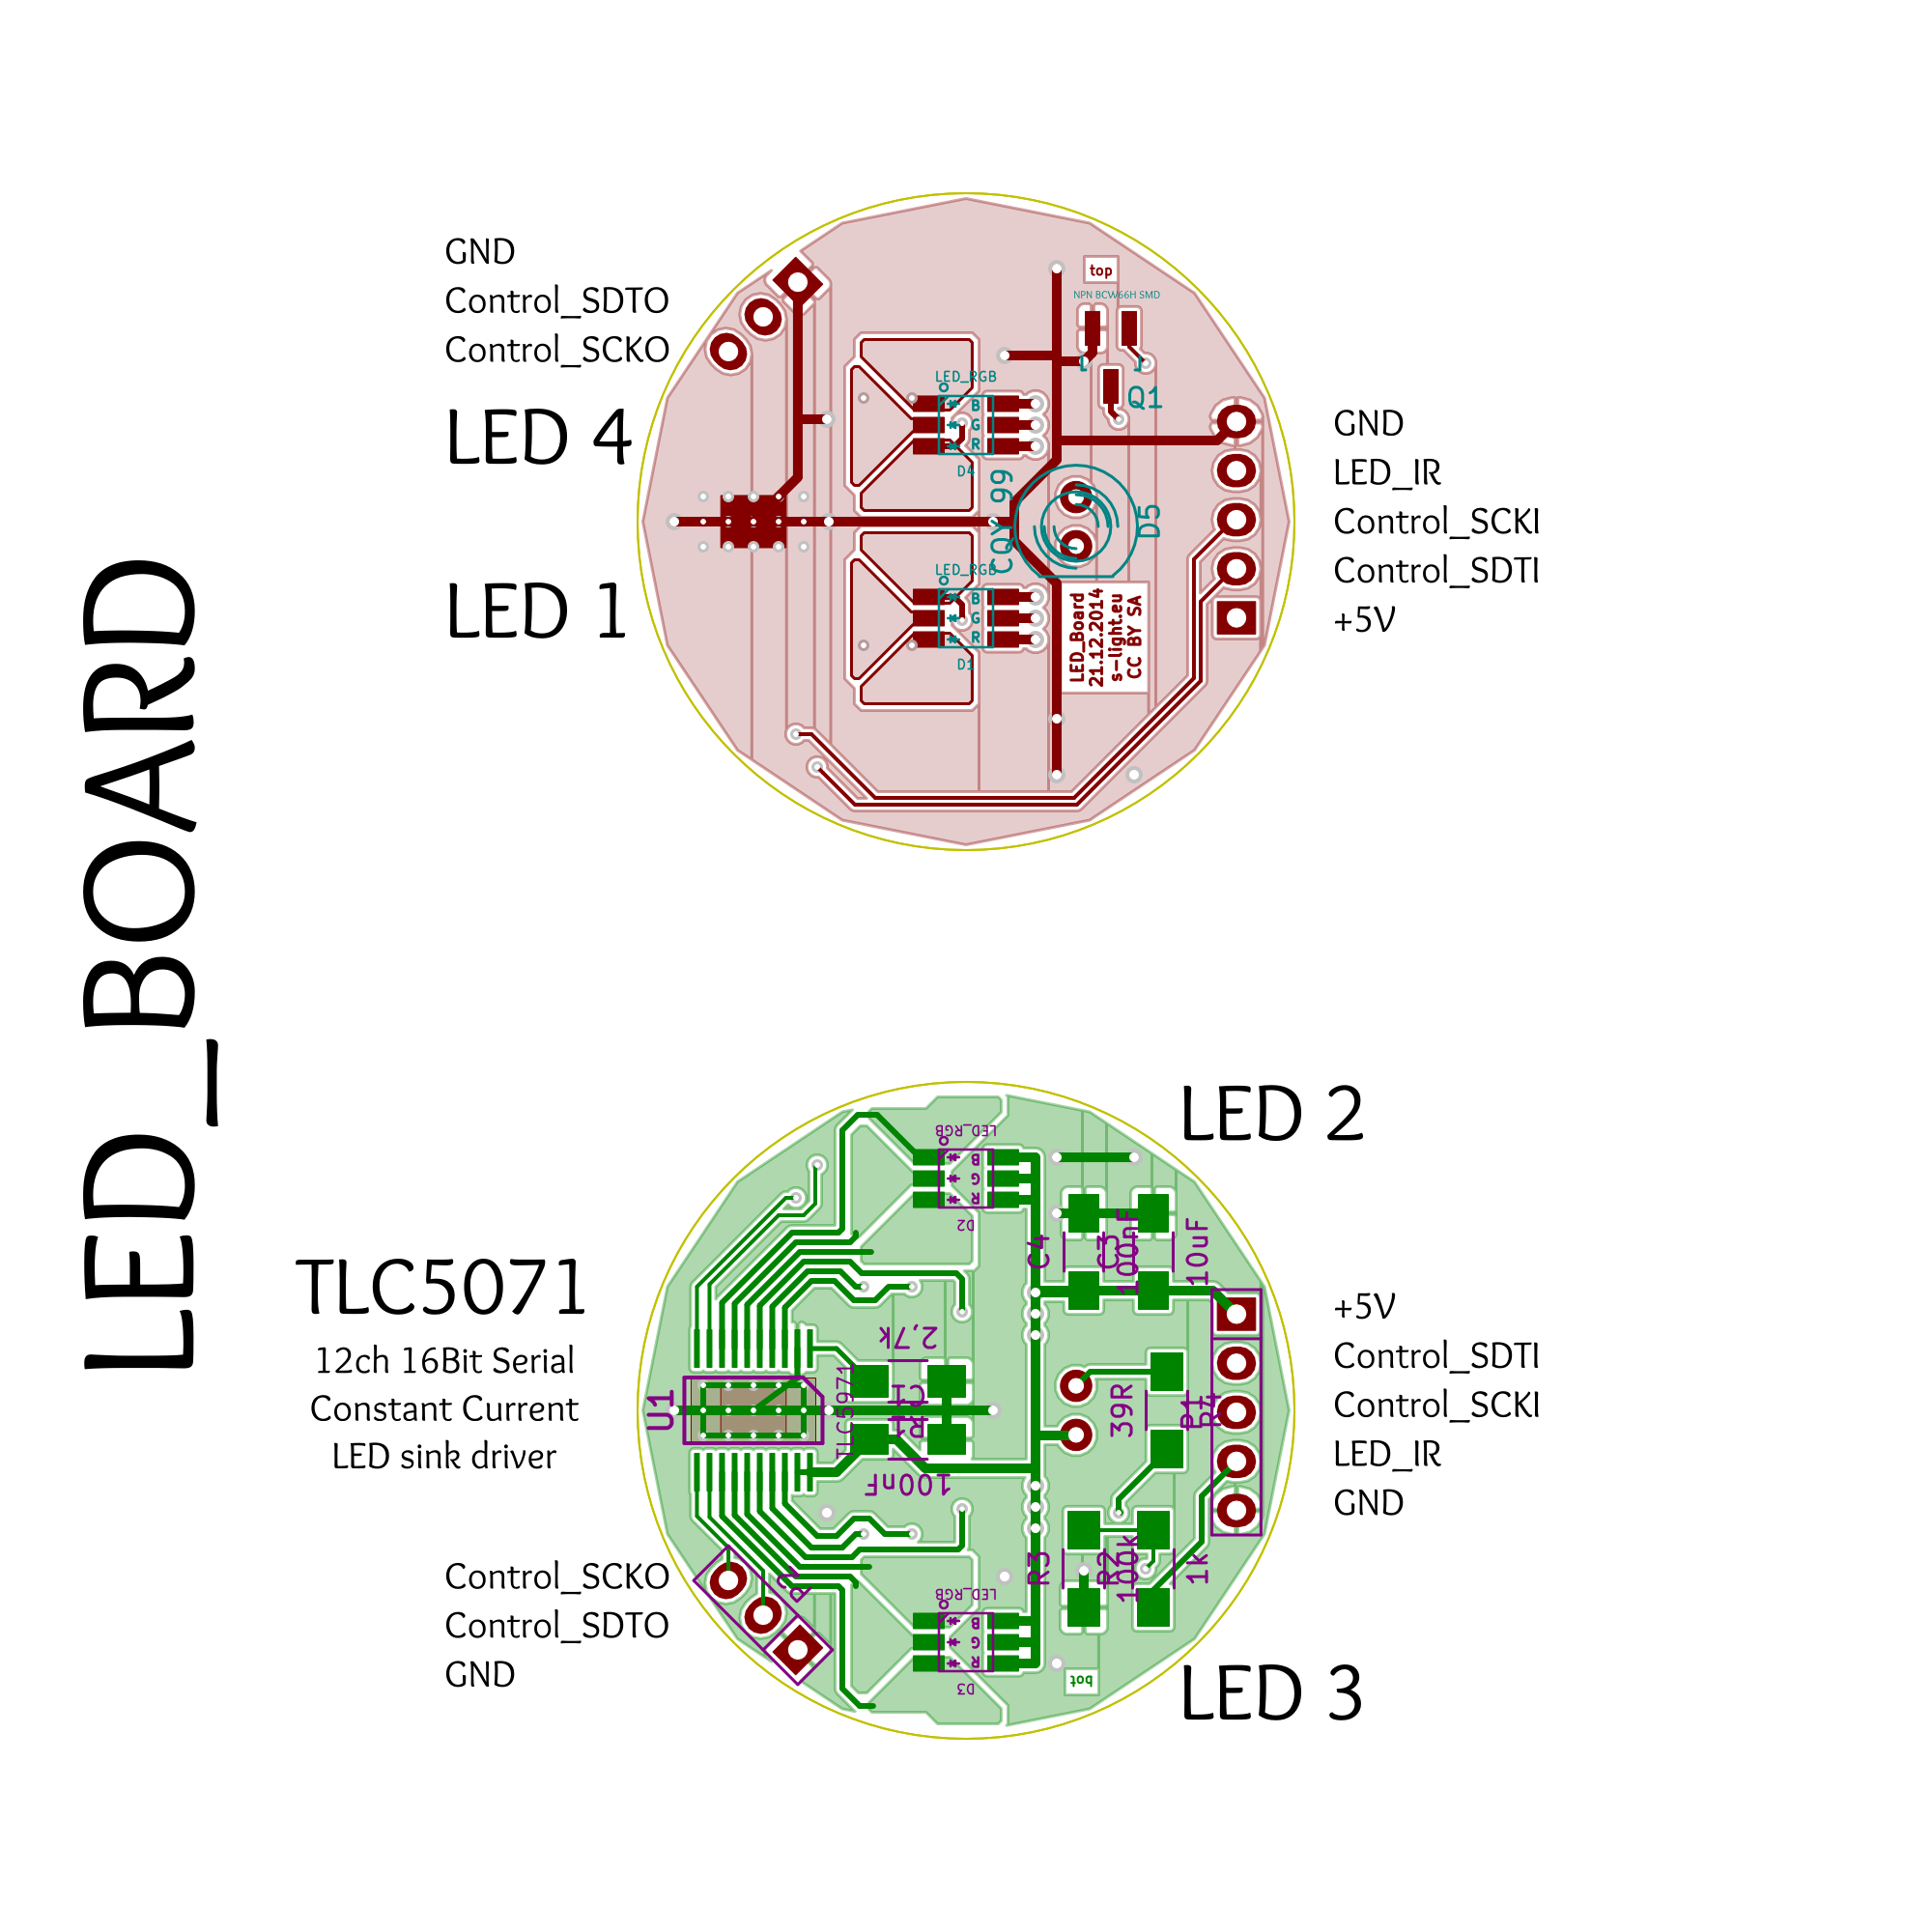 LED_BOARD
GND
Control_SDTO
Control_SCKO
LED 4
LED 1
top
NPN BCW66H SMD
Q1
LED_RGB
B
G
R
D4
CQY 99
D5
LED_RGB
B
G
R
D1
LED_Board
21.12.2014
s-light.eu
CC BY SA
GND
LED_IR
Control_SCKI
Control_SDTI
+5V
LED 2
LED_RGB
B
G
R
D2
C4
C3
100nF
10uF
TLC5071
12ch 16Bit Serial
Constant Current
LED sink driver
U1
TLC5971
2,7k
C1
R1
100nF
39R
P1
R4
+5V
Control_SDTI
Control_SCKI
LED_IR
GND
R3
R2
100k
1k
Control_SCKO
Control_SDTO
GND
LED_RGB
B
G
R
D3
bot
LED 3